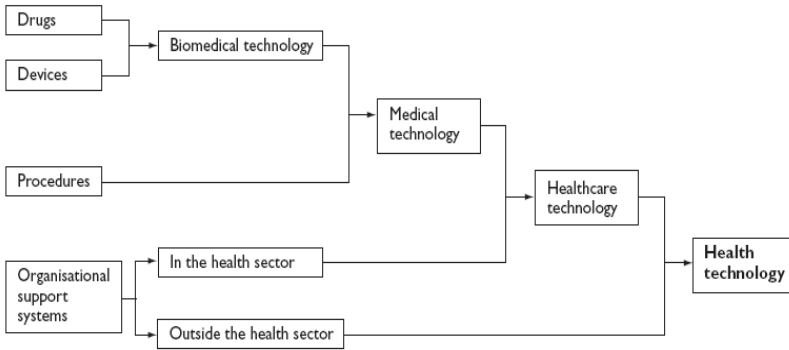 Drugs
Biomedical technology
Devices
Medical
technology
Procedures
Healthcare
technology
Health
technology
In the health sector
Organisational
support
systems
Outside the health sector